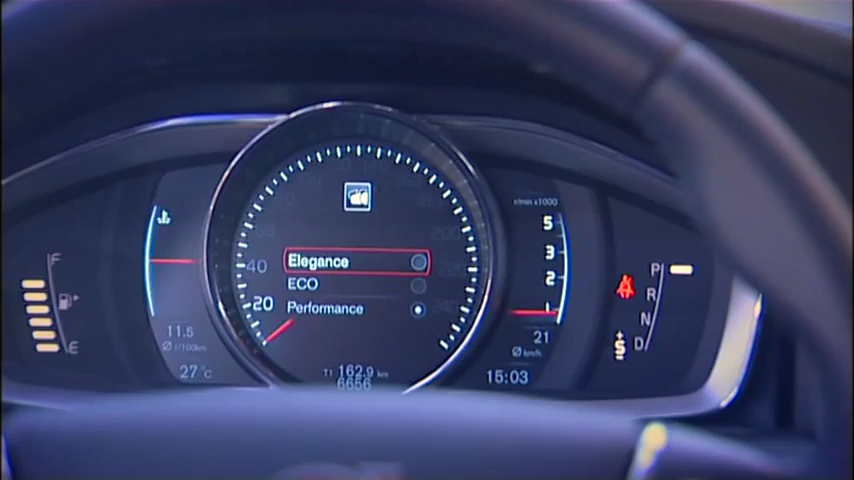 Elegance
ECO
Performance
40
20
F
E
11.5
Ø l/100km
27°C
T1 162.9 km
6656
r/min x1000
5
3
2
1
21
Ø km/h
15:03
P
R
N
D
+
S
-